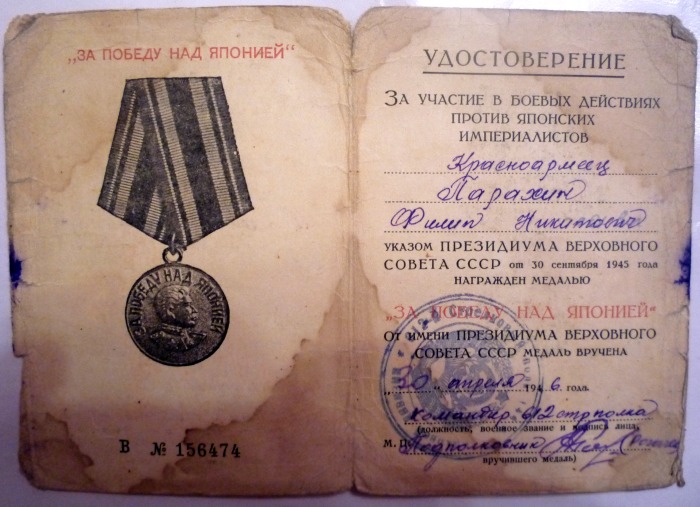 „ЗА ПОБЕДУ НАД ЯПОНИЕЙ“
ЗА ПОБЕДУ НАД ЯПОНИЕЙ
В № 156474
УДОСТОВЕРЕНИЕ
ЗА УЧАСТИЕ В БОЕВЫХ ДЕЙСТВИЯХ
ПРОТИВ ЯПОНСКИХ
ИМПЕРИАЛИСТОВ
Красноармеец
Филип
УКАЗОМ ПРЕЗИДИУМА ВЕРХОВНОГО
СОВЕТА СССР от 30 сентября 1945 года
НАГРАЖДЕН МЕДАЛЬЮ
„ЗА ПОБЕДУ НАД ЯПОНИЕЙ“
ОТ ИМЕНИ ПРЕЗИДИУМА ВЕРХОВНОГО
СОВЕТА СССР МЕДАЛЬ ВРУЧЕНА
„30“ апреля 1946 года.
Командир 612 стрполка
(должность, воинское звание и подпись лица,
М. П. Подполковник
вручившего медаль)